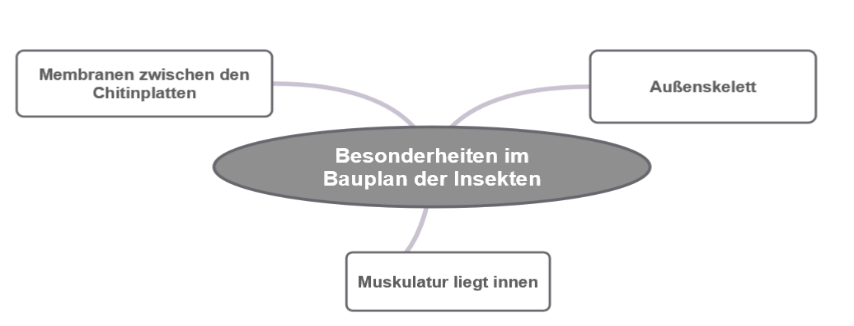 Membranen zwischen den
Chitinplatten
Außenskelett
Besonderheiten im
Bauplan der Insekten
Muskulatur liegt innen